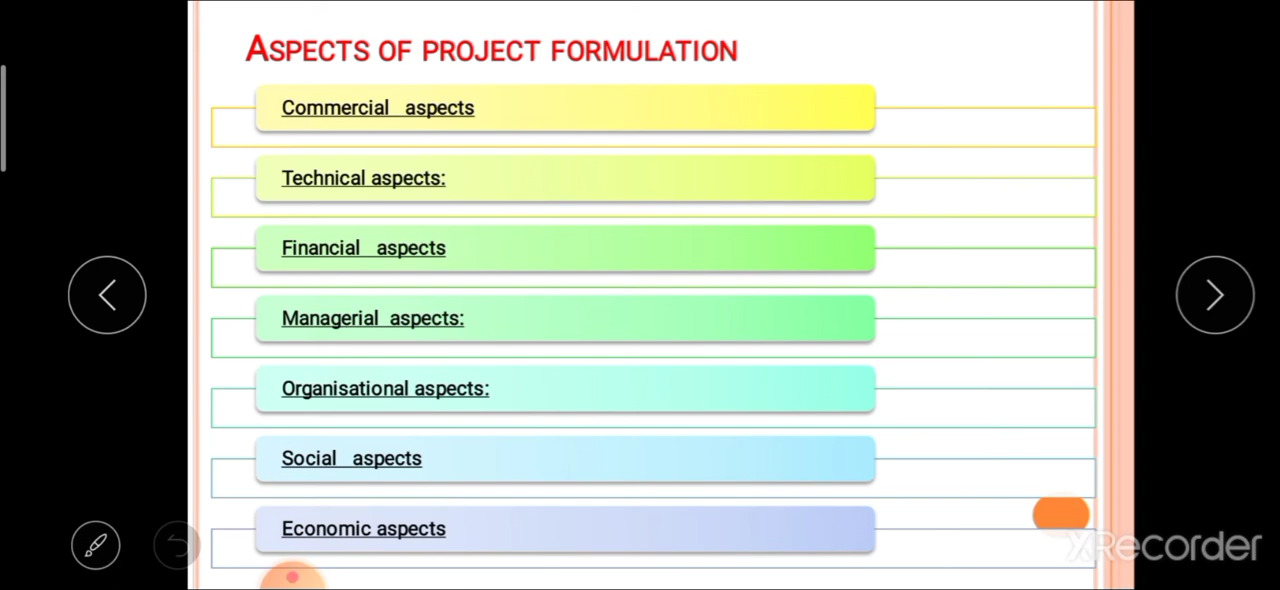 ASPECTS OF PROJECT FORMULATION
Commercial aspects
Technical aspects:
Financial aspects
Managerial aspects:
Organisational aspects:
Social aspects
Economic aspects
XRecorder